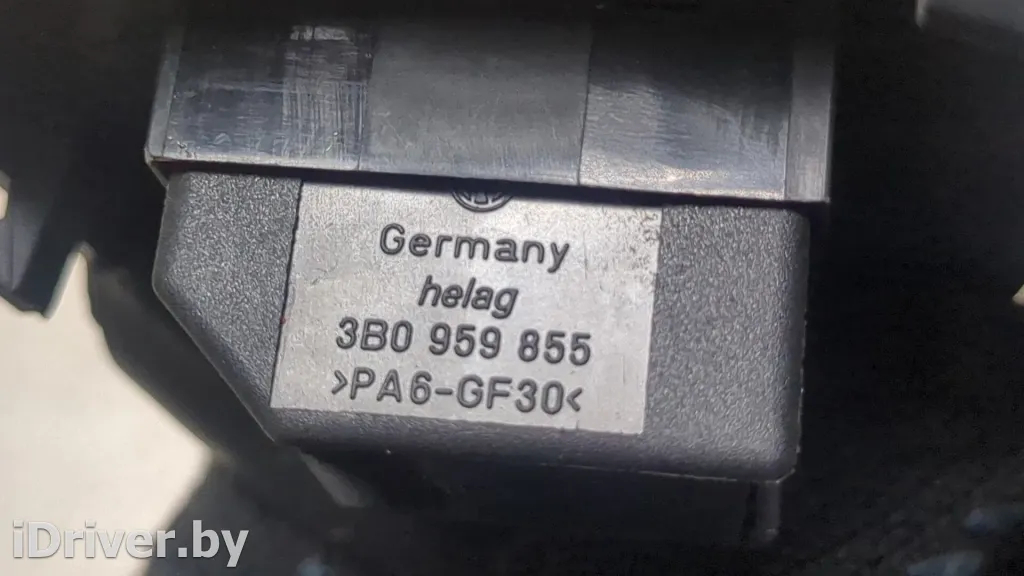 Germany
helag
3B0 959 855
>PA6-GF30<
iDriver.by